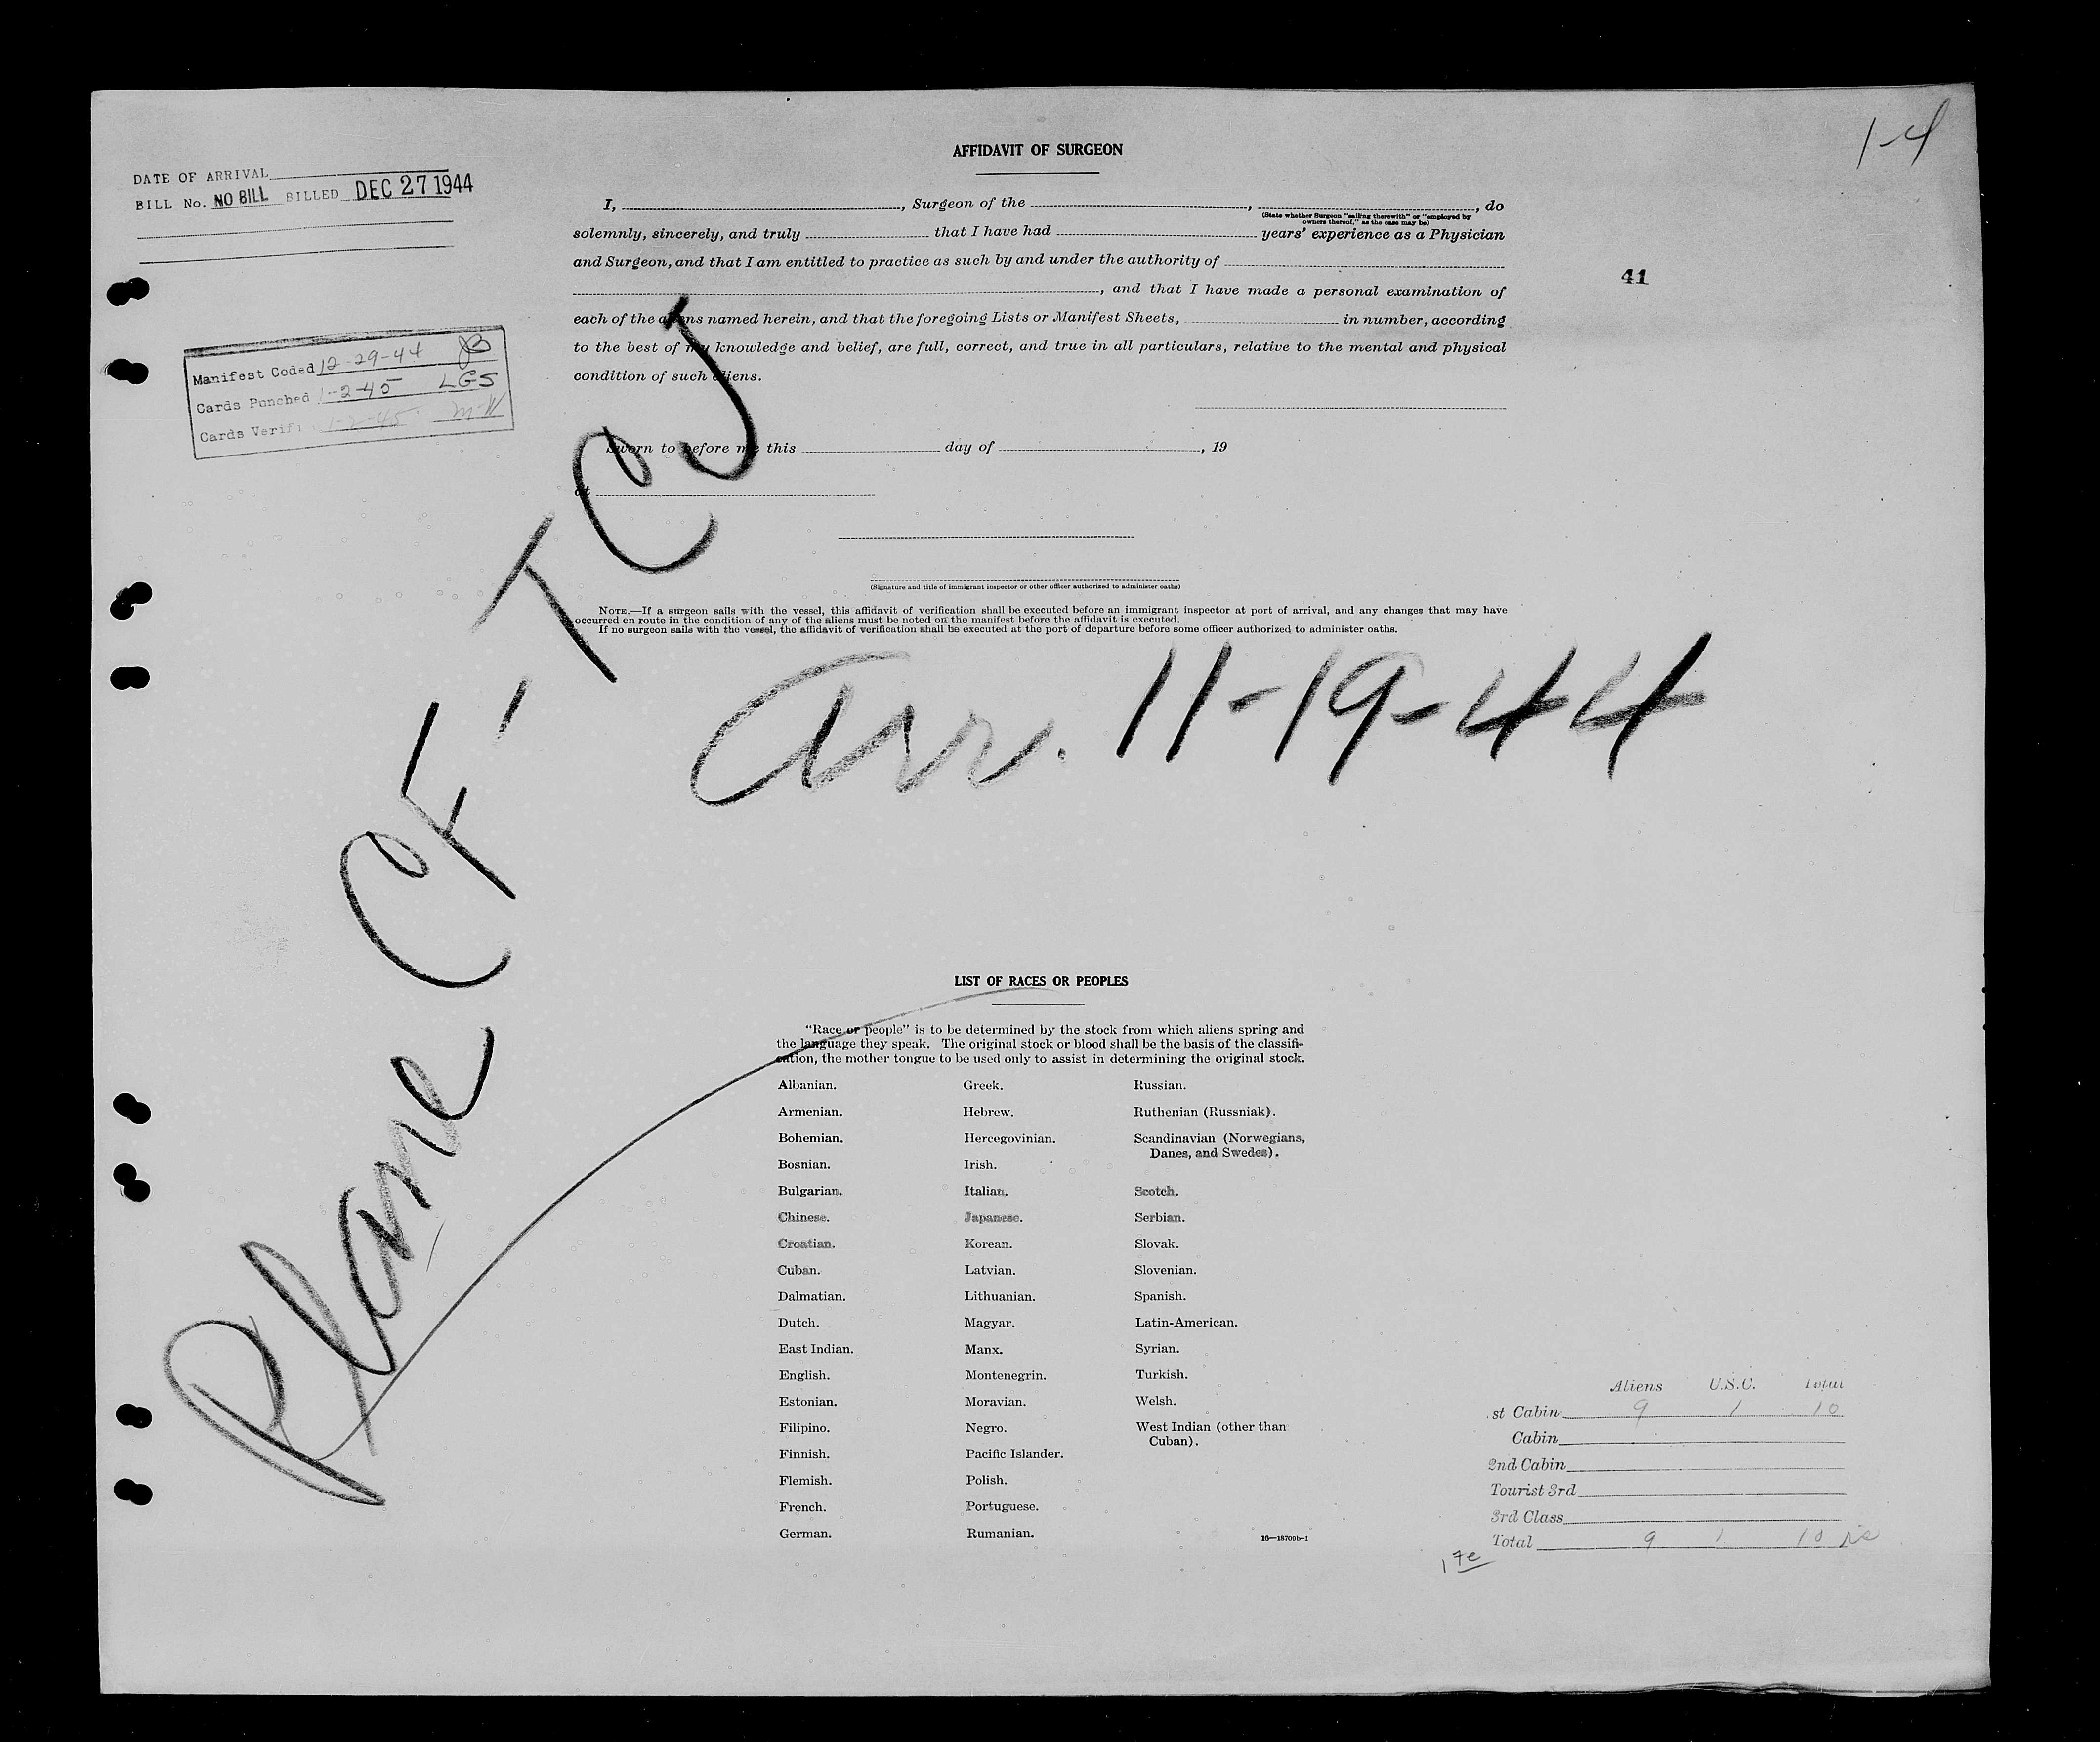 1-4
AFFIDAVIT OF SURGEON
DATE OF ARRIVAL
BILL No. NO BILL BILLED DEC 27 1944
I, , Surgeon of the , , do
(State whether Surgeon "sailing therewith" or "employed by
owners thereof," as the case may be)
solemnly, sincerely, and truly that I have had years' experience as a Physician
and Surgeon, and that I am entitled to practice as such by and under the authority of
, and that I have made a personal examination of
41
each of the aliens named herein, and that the foregoing Lists or Manifest Sheets, in number, according
to the best of my knowledge and belief, are full, correct, and true in all particulars, relative to the mental and physical
condition of such aliens.
Manifest Coded 12-29-44 JB
Cards Punched 1-2-45 LGS
Cards Verif: 1-2-45 M-W
Sworn to before me this day of , 19
at
(Signature and title of immigrant inspector or other officer authorized to administer oaths)
NOTE.—If a surgeon sails with the vessel, this affidavit of verification shall be executed before an immigrant inspector at port of arrival, and any changes that may have
occurred en route in the condition of any of the aliens must be noted on the manifest before the affidavit is executed.
If no surgeon sails with the vessel, the affidavit of verification shall be executed at the port of departure before some officer authorized to administer oaths.
Plane CF-TCJ
Arr. 11-19-44
LIST OF RACES OR PEOPLES
"Race or people" is to be determined by the stock from which aliens spring and
the language they speak. The original stock or blood shall be the basis of the classifi-
cation, the mother tongue to be used only to assist in determining the original stock.
Albanian.
Armenian.
Bohemian.
Bosnian.
Bulgarian.
Chinese.
Croatian.
Cuban.
Dalmatian.
Dutch.
East Indian.
English.
Estonian.
Filipino.
Finnish.
Flemish.
French.
German.
Greek.
Hebrew.
Hercegovinian.
Irish.
Italian.
Japanese.
Korean.
Latvian.
Lithuanian.
Magyar.
Manx.
Montenegrin.
Moravian.
Negro.
Pacific Islander.
Polish.
Portuguese.
Rumanian.
Russian.
Ruthenian (Russniak).
Scandinavian (Norwegians,
Danes, and Swedes).
Scotch.
Serbian.
Slovak.
Slovenian.
Spanish.
Latin-American.
Syrian.
Turkish.
Welsh.
West Indian (other than
Cuban).
16—18709b-1
Aliens U.S.C. Total
st Cabin 9 1 10
Cabin
2nd Cabin
Tourist 3rd
3rd Class
Total 9 1 10